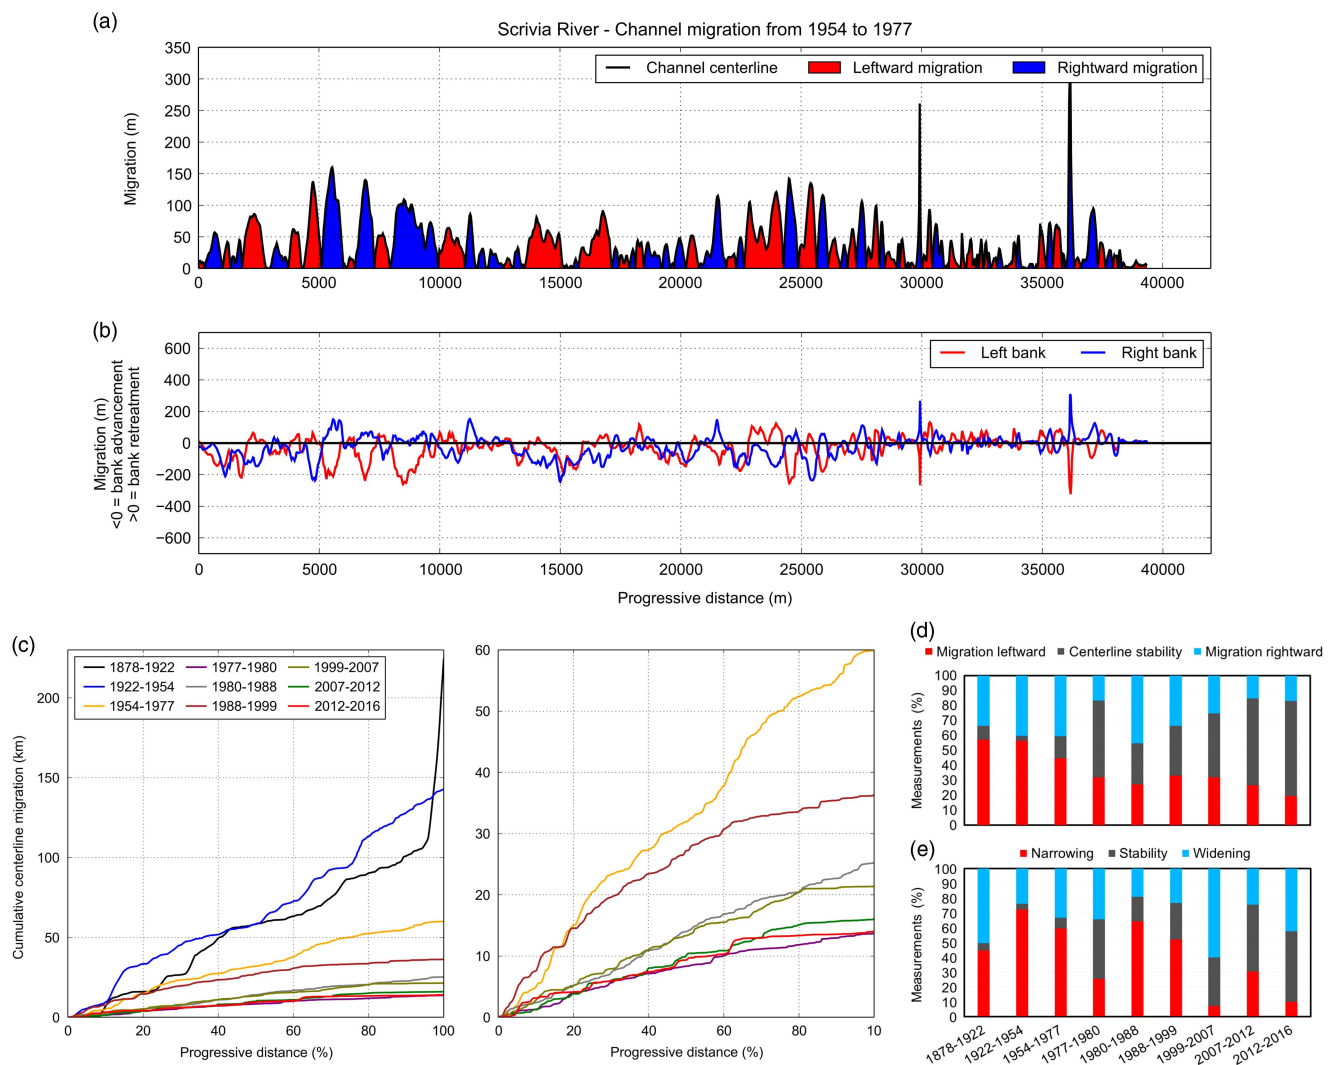 (a)
Scrivia River - Channel migration from 1954 to 1977
Channel centerline Leftward migration Rightward migration
Migration (m)
350
300
250
200
150
100
50
0
0 5000 10000 15000 20000 25000 30000 35000 40000
(b)
Left bank Right bank
Migration (m)
<0 = bank advancement
>0 = bank retreatment
600
400
200
0
−200
−400
−600
0 5000 10000 15000 20000 25000 30000 35000 40000
Progressive distance (m)
(c)
1878-1922 1977-1980 1999-2007
1922-1954 1980-1988 2007-2012
1954-1977 1988-1999 2012-2016
Cumulative centerline migration (km)
200
150
100
50
0
0 20 40 60 80 100
Progressive distance (%)
60
50
40
30
20
10
0
0 20 40 60 80 10
Progressive distance (%)
(d)
Migration leftward Centerline stability Migration rightward
Measurements (%)
100
90
80
70
60
50
40
30
20
10
0
(e)
Narrowing Stability Widening
Measurements (%)
100
90
80
70
60
50
40
30
20
10
0
1878-1922 1922-1954 1954-1977 1977-1980 1980-1988 1988-1999 1999-2007 2007-2012 2012-2016